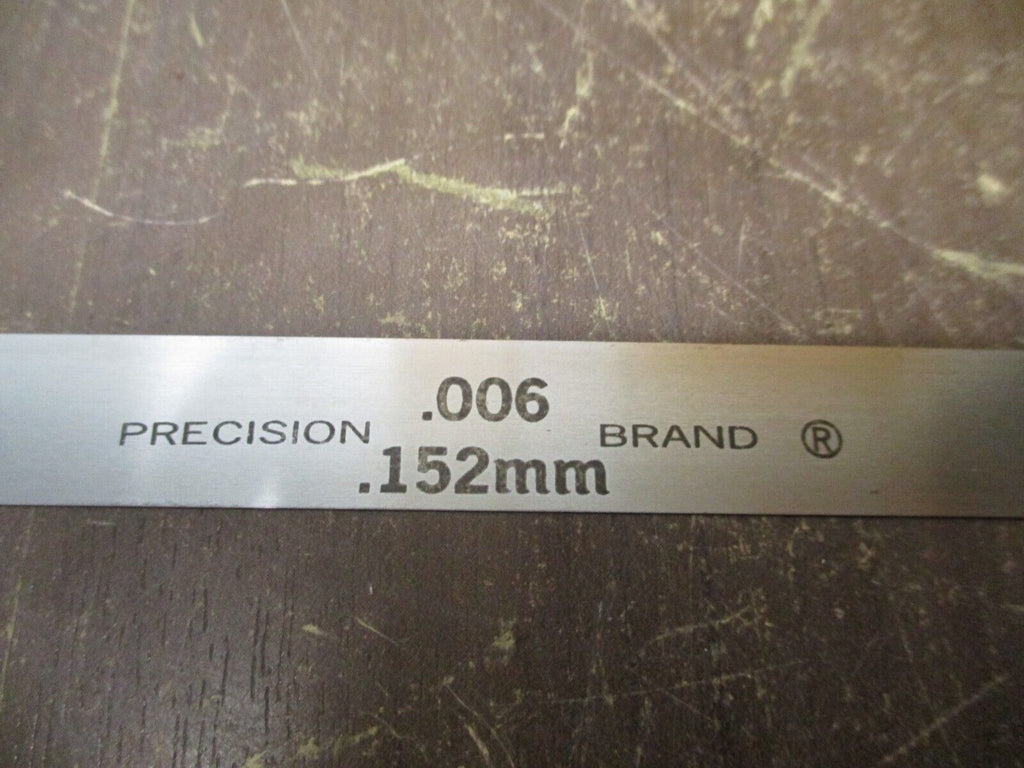 .006
PRECISION BRAND ®
.152mm